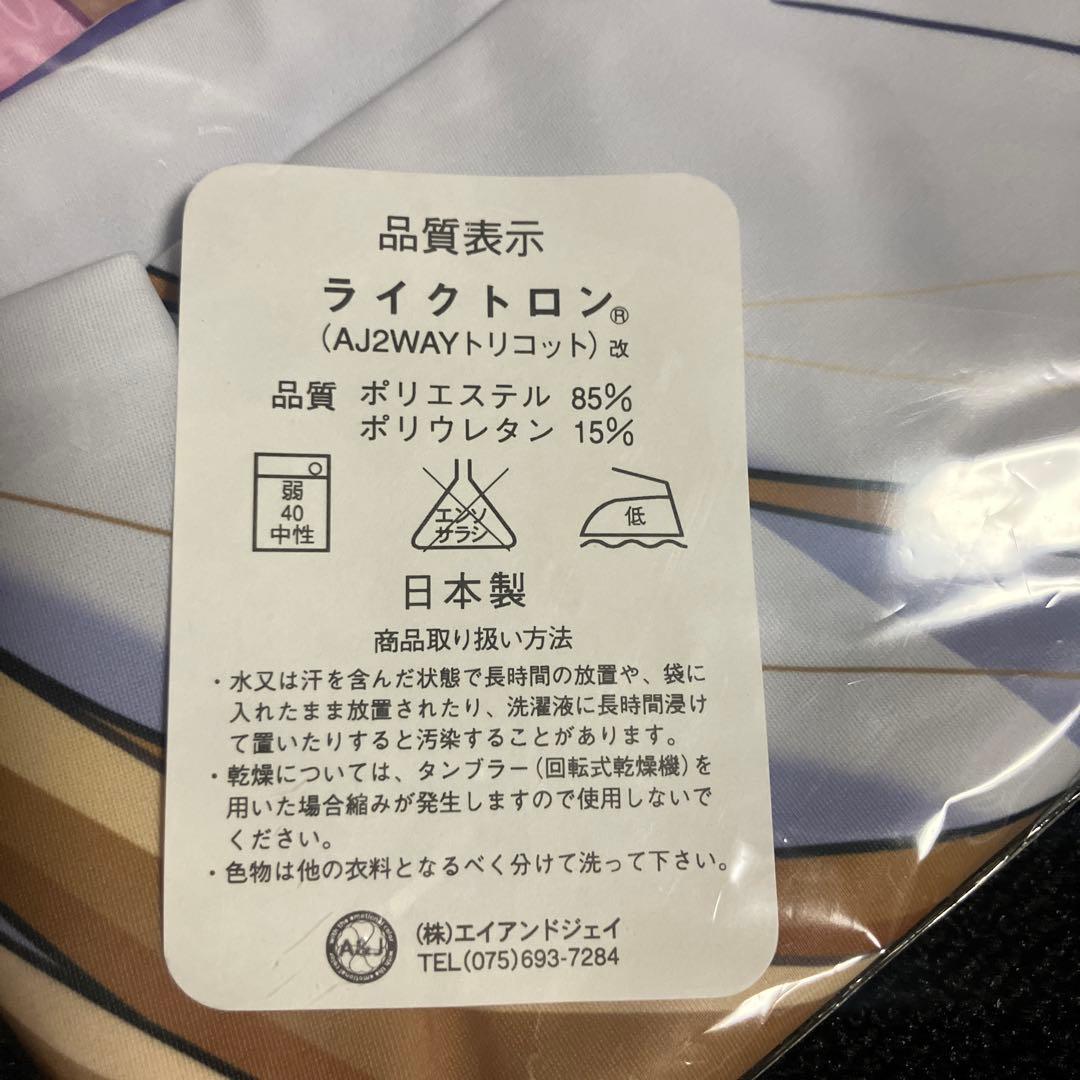 品質表示
ライクトロン®
(AJ2WAYトリコット)改
品質 ポリエステル 85%
ポリウレタン 15%
弱
40
中性
エンソ
サラシ
低
日本製
商品取り扱い方法
・水又は汗を含んだ状態で長時間の放置や、袋に
入れたまま放置されたり、洗濯液に長時間浸け
て置いたりすると汚染することがあります。
・乾燥については、タンブラー(回転式乾燥機)を
用いた場合縮みが発生しますので使用しないで
ください。
・色物は他の衣料となるべく分けて洗って下さい。
A&J
with the emotional color
(株)エイアンドジェイ
TEL(075)693-7284